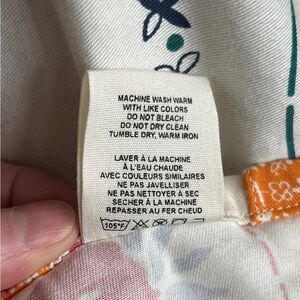 MACHINE WASH WARM
WITH LIKE COLORS
DO NOT BLEACH
DO NOT DRY CLEAN
TUMBLE DRY, WARM IRON
LAVER À LA MACHINE
À L'EAU CHAUDE
AVEC COULEURS SIMILAIRES
NE PAS JAVELLISER
NE PAS NETTOYER À SEC
SÉCHER À LA MACHINE
REPASSER AU FER CHEUD
105°F